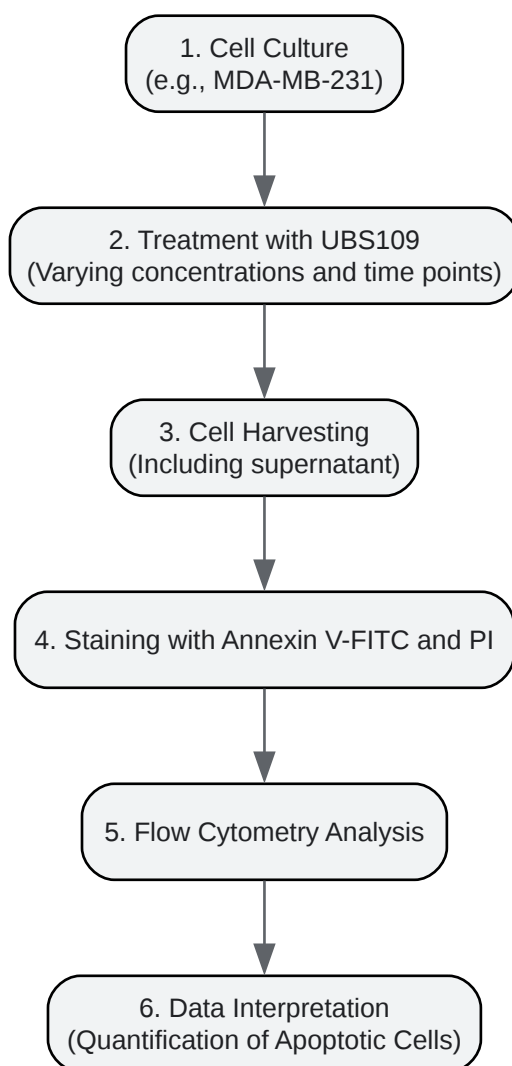 1. Cell Culture
(e.g., MDA-MB-231)
2. Treatment with UBS109
(Varying concentrations and time points)
3. Cell Harvesting
(Including supernatant)
4. Staining with Annexin V-FITC and PI
5. Flow Cytometry Analysis
6. Data Interpretation
(Quantification of Apoptotic Cells)